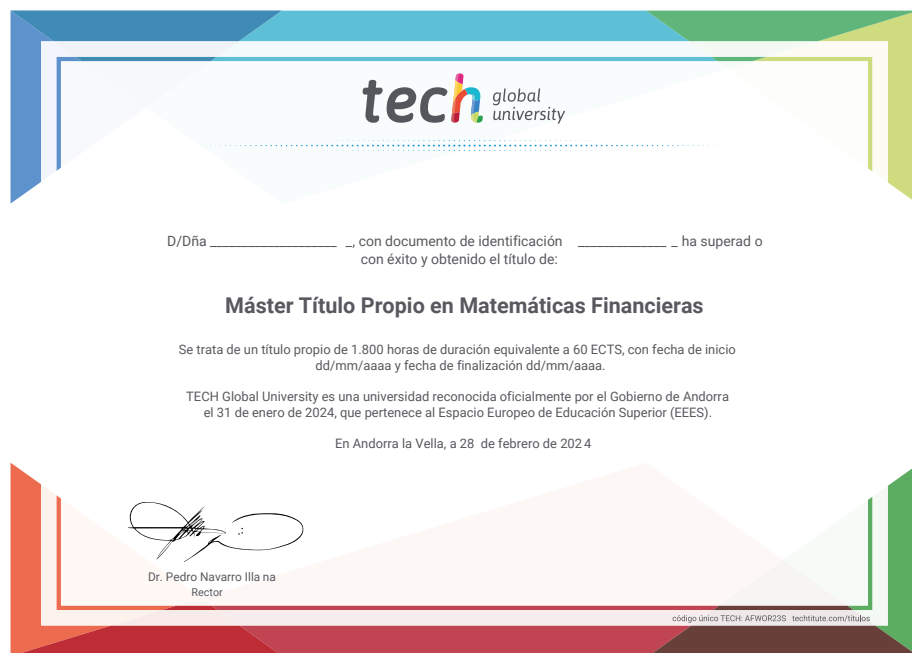 tech global
university
D/Dña ____________________ _, con documento de identificación ______________ _ ha superad o
con éxito y obtenido el título de:
Máster Título Propio en Matemáticas Financieras
Se trata de un título propio de 1.800 horas de duración equivalente a 60 ECTS, con fecha de inicio
dd/mm/aaaa y fecha de finalización dd/mm/aaaa.
TECH Global University es una universidad reconocida oficialmente por el Gobierno de Andorra
el 31 de enero de 2024, que pertenece al Espacio Europeo de Educación Superior (EEES).
En Andorra la Vella, a 28 de febrero de 2024
Dr. Pedro Navarro Illa na
Rector
código único TECH: AFWOR23S techtitute.com/titulos